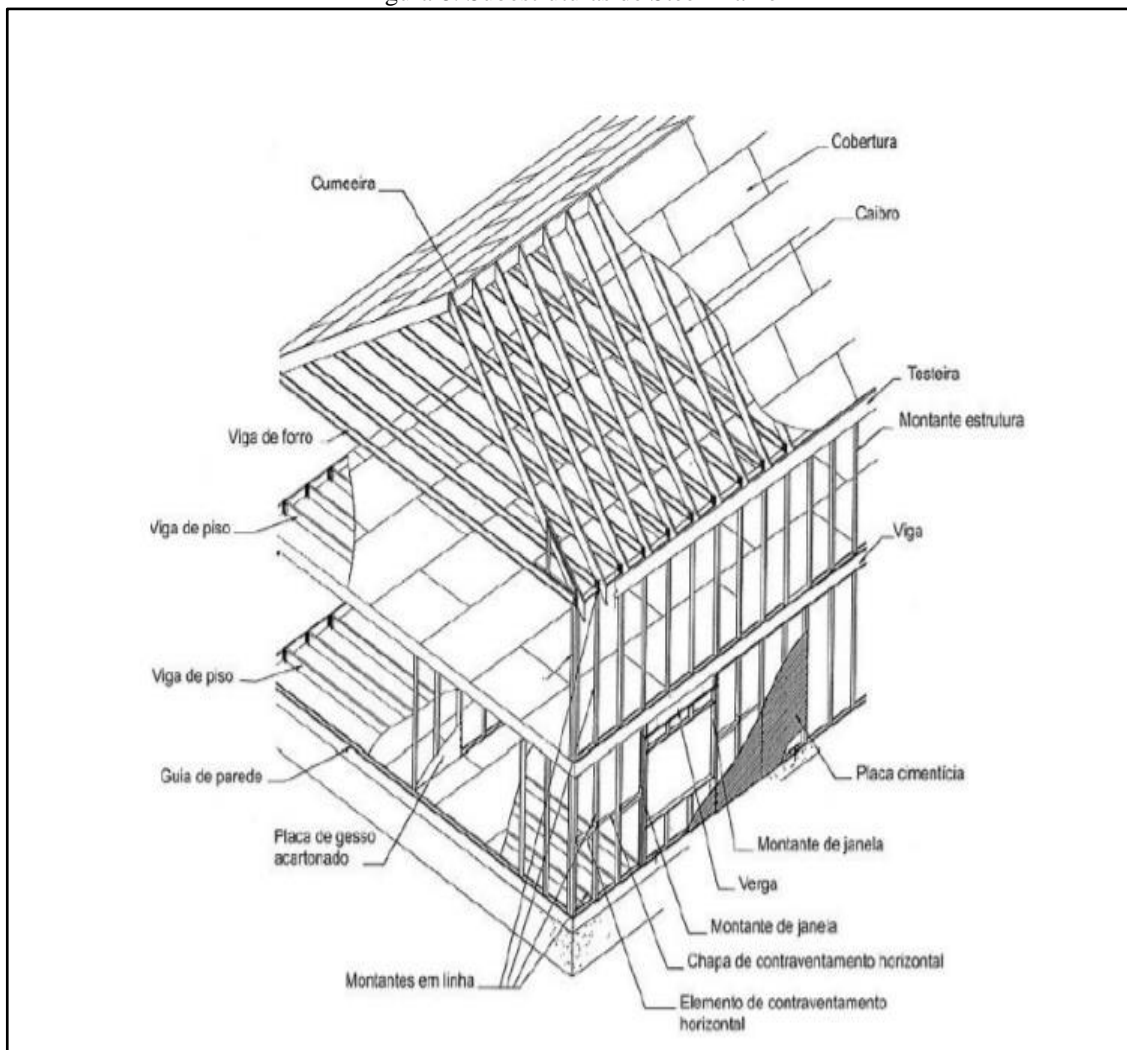 Cumeeira
Cobertura
Caibro
Testeira
Montante estrutura
Viga de forro
Viga de piso
Viga
Viga de piso
Guia de parede
Placa cimentícia
Placa de gesso
acartonado
Montante de janela
Verga
Montante de janela
Chapa de contraventamento horizontal
Montantes em linha
Elemento de contraventamento
horizontal